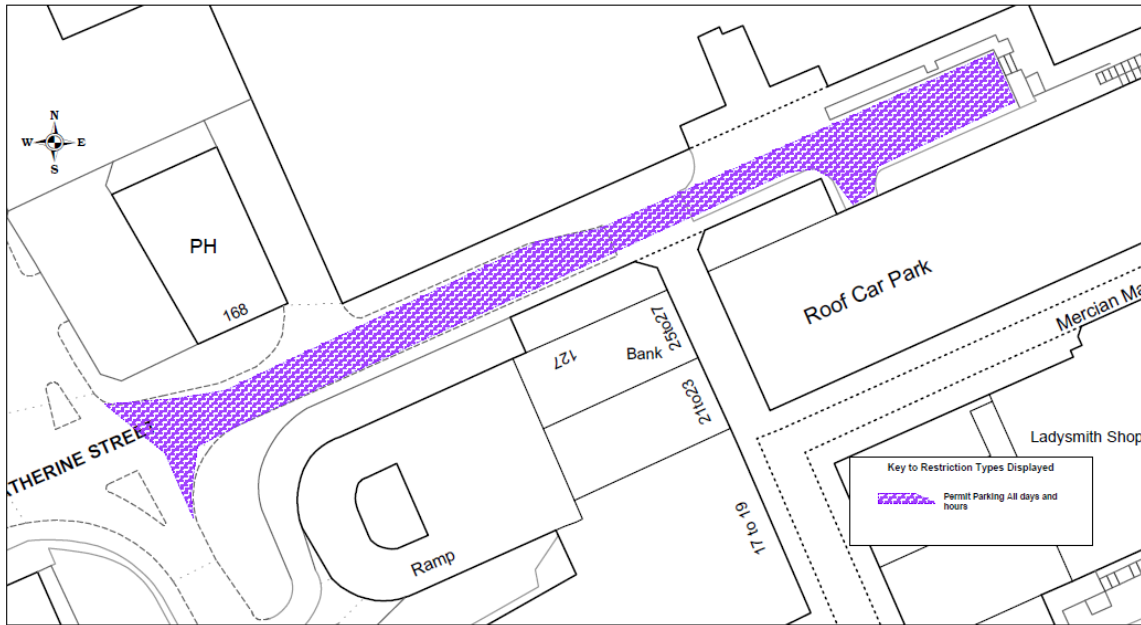 N
W E
S
PH
168
ATHERINE STREET
127
Bank
25to27
21to23
Roof Car Park
Mercian Ma
Ladysmith Shop
17 to 19
Ramp
Key to Restriction Types Displayed
Permit Parking All days and
hours